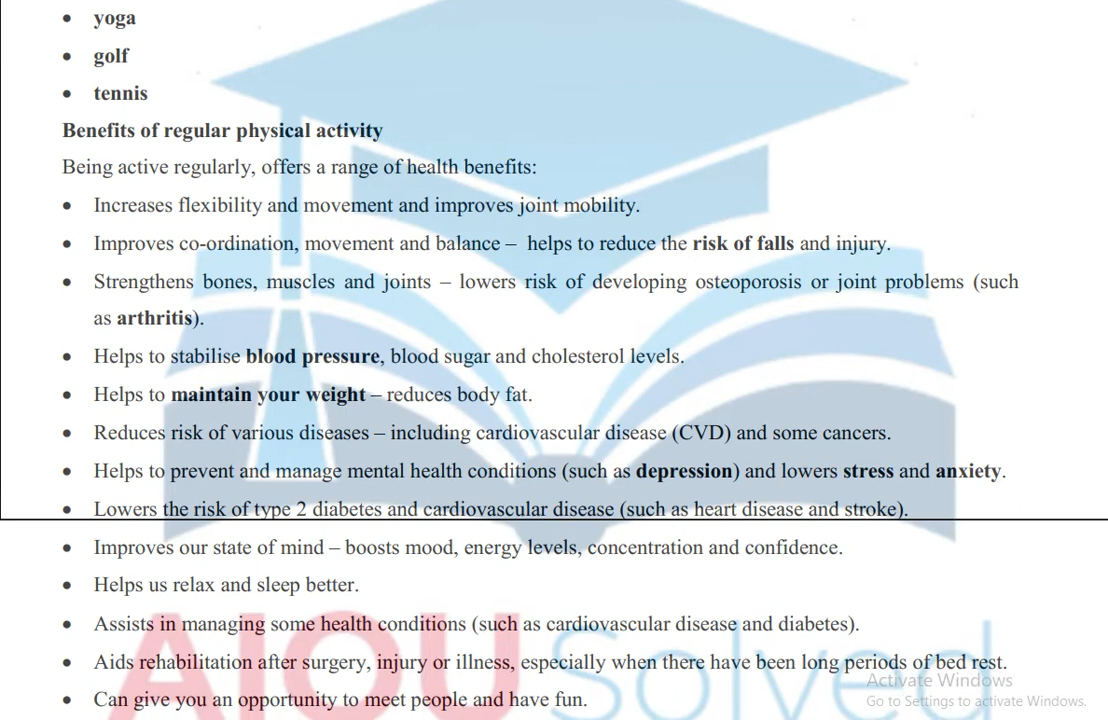 • yoga
• golf
• tennis
Benefits of regular physical activity
Being active regularly, offers a range of health benefits:
• Increases flexibility and movement and improves joint mobility.
• Improves co-ordination, movement and balance – helps to reduce the risk of falls and injury.
• Strengthens bones, muscles and joints – lowers risk of developing osteoporosis or joint problems (such
as arthritis).
• Helps to stabilise blood pressure, blood sugar and cholesterol levels.
• Helps to maintain your weight – reduces body fat.
• Reduces risk of various diseases – including cardiovascular disease (CVD) and some cancers.
• Helps to prevent and manage mental health conditions (such as depression) and lowers stress and anxiety.
• Lowers the risk of type 2 diabetes and cardiovascular disease (such as heart disease and stroke).
• Improves our state of mind – boosts mood, energy levels, concentration and confidence.
• Helps us relax and sleep better.
• Assists in managing some health conditions (such as cardiovascular disease and diabetes).
• Aids rehabilitation after surgery, injury or illness, especially when there have been long periods of bed rest.
• Can give you an opportunity to meet people and have fun.
AIOU Solved
Activate Windows
Go to Settings to activate Windows.